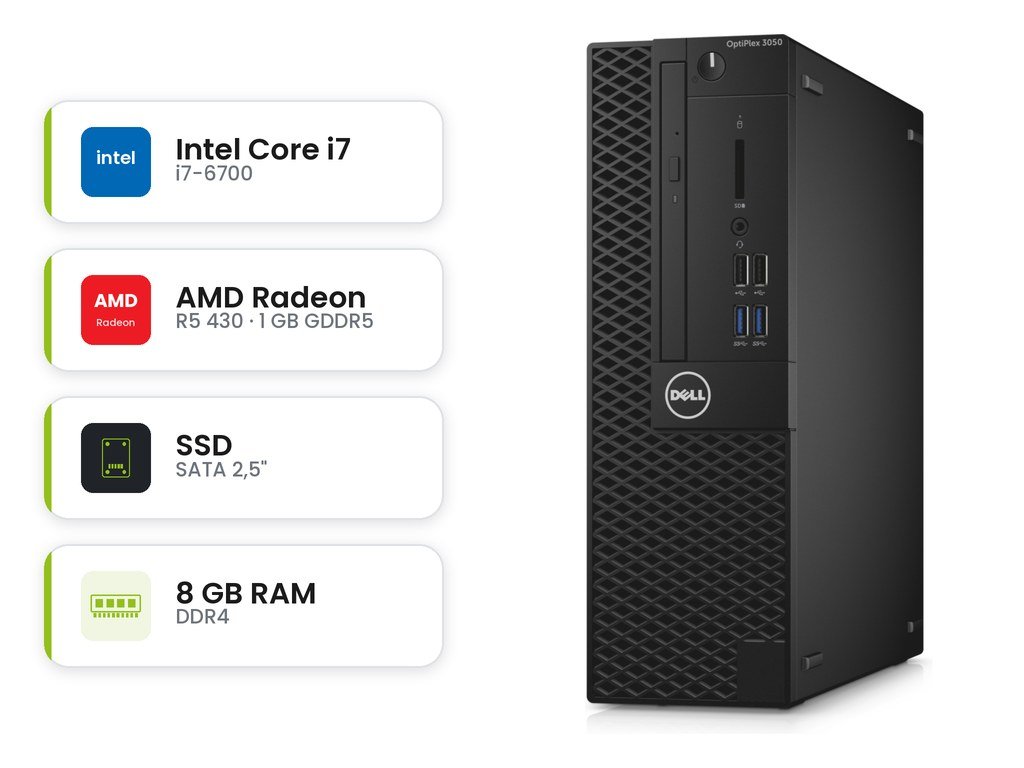 intel
Intel Core i7
i7-6700
AMD
Radeon
AMD Radeon
R5 430 · 1 GB GDDR5
SSD
SATA 2,5"
8 GB RAM
DDR4
OptiPlex 3050
DELL